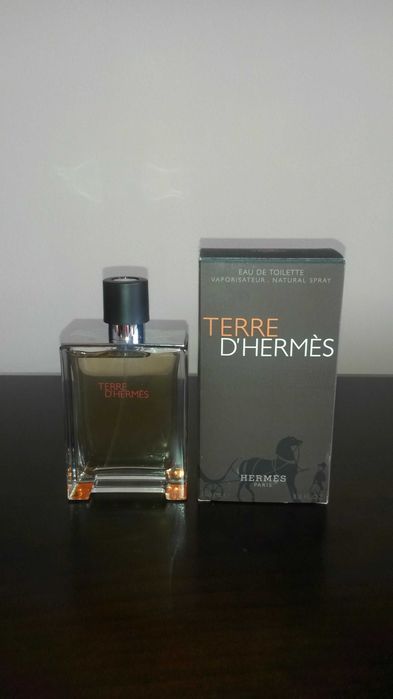 TERRE
D'HERMÈS
EAU DE TOILETTE
VAPORISATEUR . NATURAL SPRAY
TERRE
D'HERMÈS
HERMÈS
PARIS